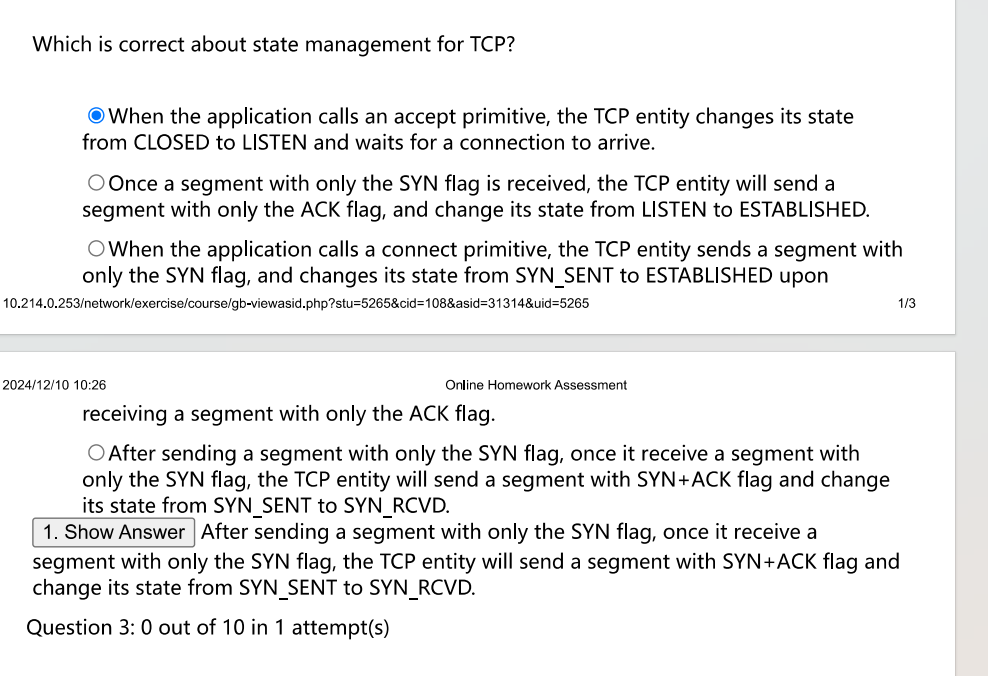 Which is correct about state management for TCP?
When the application calls an accept primitive, the TCP entity changes its state
from CLOSED to LISTEN and waits for a connection to arrive.
Once a segment with only the SYN flag is received, the TCP entity will send a
segment with only the ACK flag, and change its state from LISTEN to ESTABLISHED.
When the application calls a connect primitive, the TCP entity sends a segment with
only the SYN flag, and changes its state from SYN_SENT to ESTABLISHED upon
10.214.0.253/network/exercise/course/gb-viewasid.php?stu=5265&cid=108&asid=31314&uid=5265 1/3
2024/12/10 10:26 Online Homework Assessment
receiving a segment with only the ACK flag.
After sending a segment with only the SYN flag, once it receive a segment with
only the SYN flag, the TCP entity will send a segment with SYN+ACK flag and change
its state from SYN_SENT to SYN_RCVD.
1. Show Answer After sending a segment with only the SYN flag, once it receive a
segment with only the SYN flag, the TCP entity will send a segment with SYN+ACK flag and
change its state from SYN_SENT to SYN_RCVD.
Question 3: 0 out of 10 in 1 attempt(s)